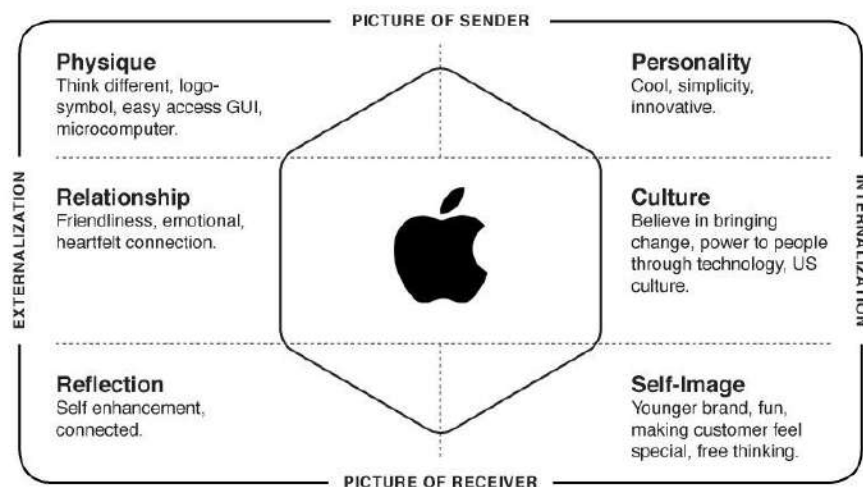 PICTURE OF SENDER
Physique
Think different, logo-
symbol, easy access GUI,
microcomputer.
Personality
Cool, simplicity,
innovative.
EXTERNALIZATION
Relationship
Friendliness, emotional,
heartfelt connection.
Culture
Believe in bringing
change, power to people
through technology, US
culture.
INTERNALIZATION
Reflection
Self enhancement,
connected.
Self-Image
Younger brand, fun,
making customer feel
special, free thinking.
PICTURE OF RECEIVER